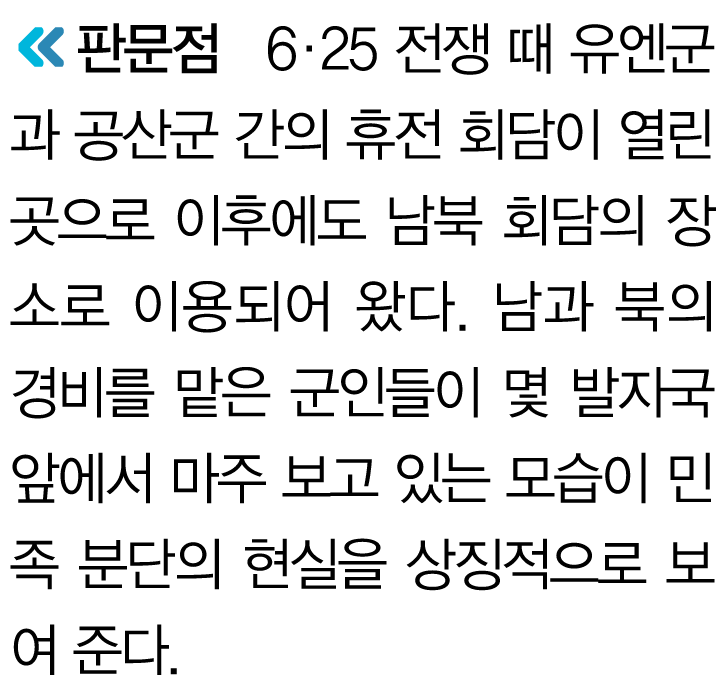 ≪ 판문점 6·25 전쟁 때 유엔군
과 공산군 간의 휴전 회담이 열린
곳으로 이후에도 남북 회담의 장
소로 이용되어 왔다. 남과 북의
경비를 맡은 군인들이 몇 발자국
앞에서 마주 보고 있는 모습이 민
족 분단의 현실을 상징적으로 보
여 준다.